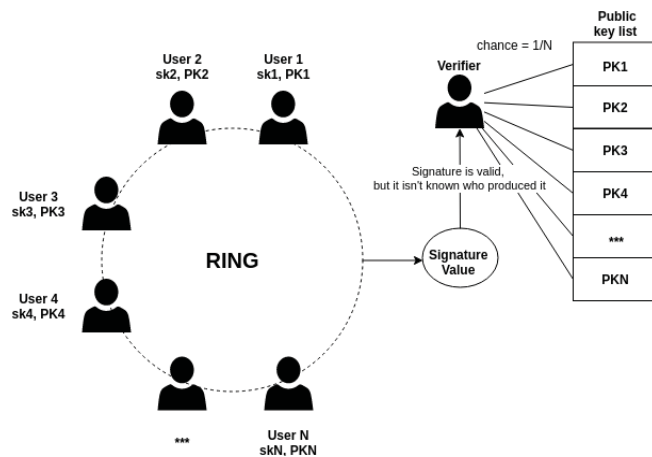 User 2
sk2, PK2
User 1
sk1, PK1
User 3
sk3, PK3
User 4
sk4, PK4
RING
***
User N
skN, PKN
Signature
Value
Signature is valid,
but it isn't known who produced it
Verifier
chance = 1/N
Public
key list
PK1
PK2
PK3
PK4
***
PKN